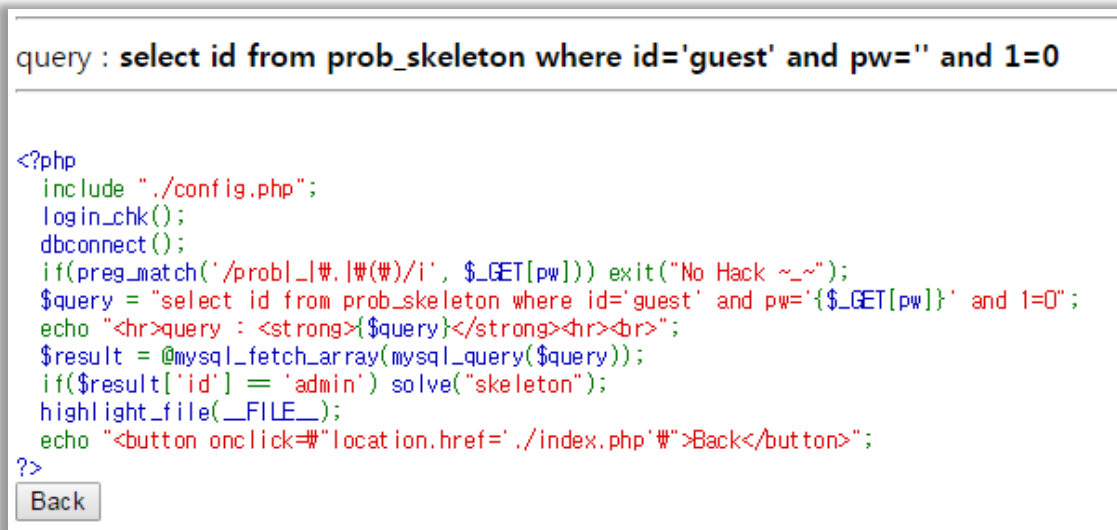 query : select id from prob_skeleton where id='guest' and pw='' and 1=0
<?php
  include "./config.php";
  login_chk();
  dbconnect();
  if(preg_match('/prob|_|₩.|₩(₩)/i', $_GET[pw])) exit("No Hack ~_~");
  $query = "select id from prob_skeleton where id='guest' and pw='{$_GET[pw]}' and 1=0";
  echo "<hr>query : <strong>{$query}</strong><hr><br>";
  $result = @mysql_fetch_array(mysql_query($query));
  if($result['id'] == 'admin') solve("skeleton");
  highlight_file(__FILE__);
  echo "<button onclick=₩"location.href='./index.php'₩">Back</button>";
?>
Back